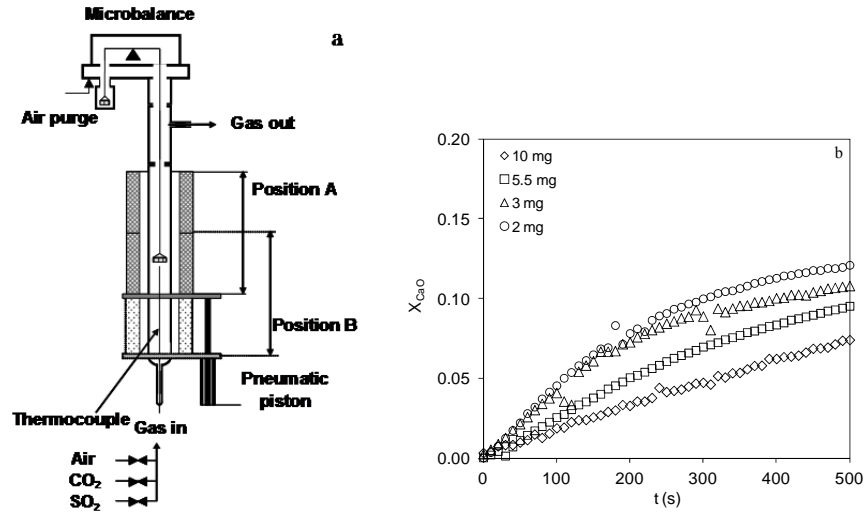 Microbalance
a
Air purge
Gas out
Position A
Position B
Pneumatic
piston
Thermocouple
Gas in
Air
CO₂
SO₂
b
0.20
0.15
0.10
0.05
0.00
X_CaO
10 mg
5.5 mg
3 mg
2 mg
0 100 200 300 400 500
t (s)